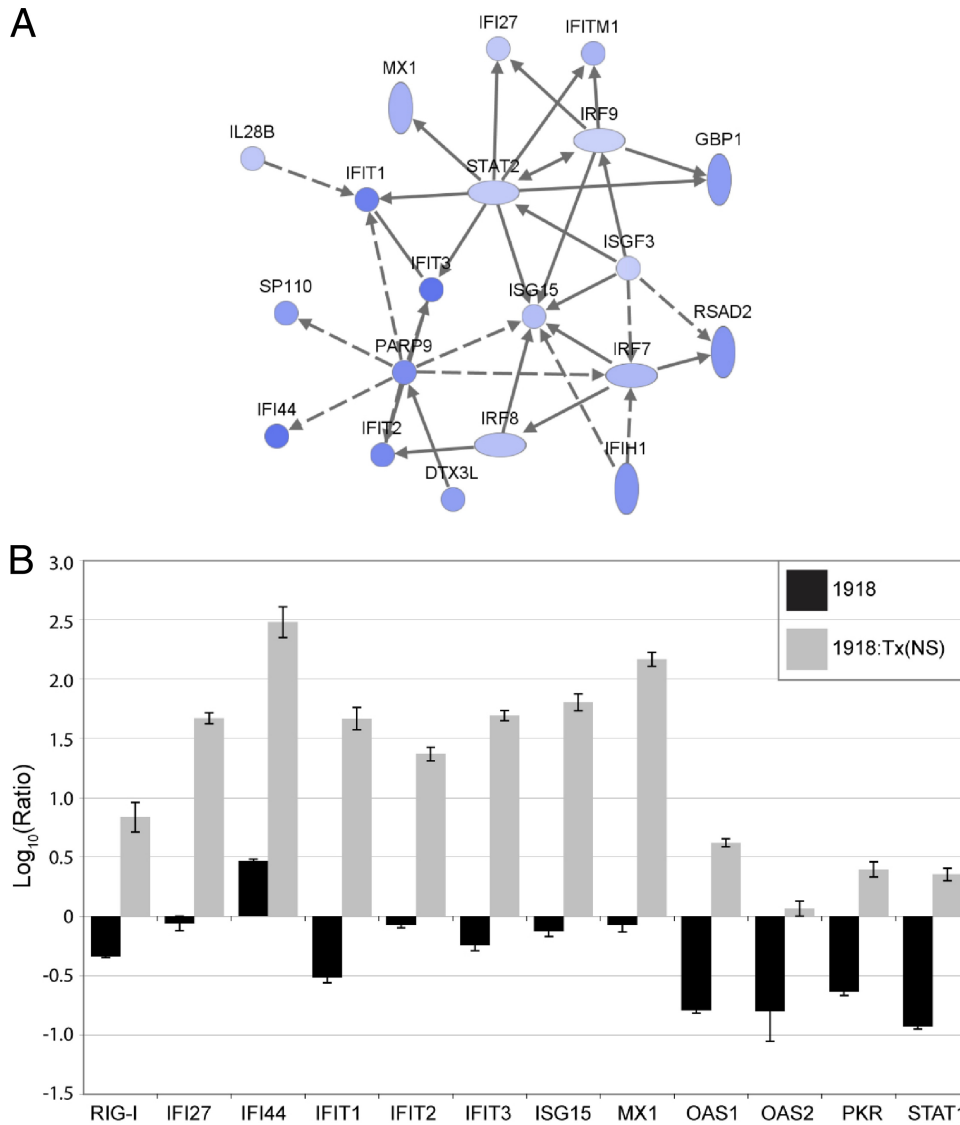 A
IFI27
IFITM1
MX1
IRF9
GBP1
IL28B
IFIT1
STAT2
ISGF3
IFIT3
SP110
ISG15
RSAD2
PARP9
IRF7
IFI44
IFIT2
IRF8
IFIH1
DTX3L
B
3.0
2.5
2.0
1.5
1.0
0.5
0
-0.5
-1.0
-1.5
Log10(Ratio)
1918
1918:Tx(NS)
RIG-I IFI27 IFI44 IFIT1 IFIT2 IFIT3 ISG15 MX1 OAS1 OAS2 PKR STAT1